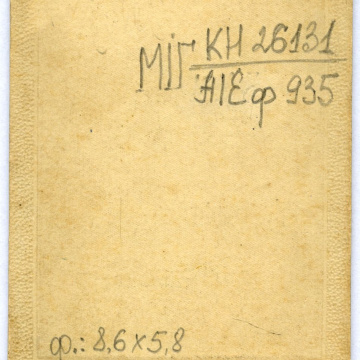 МІГ КН 26131
АІЕ ф 935
ф.: 8,6 х 5,8